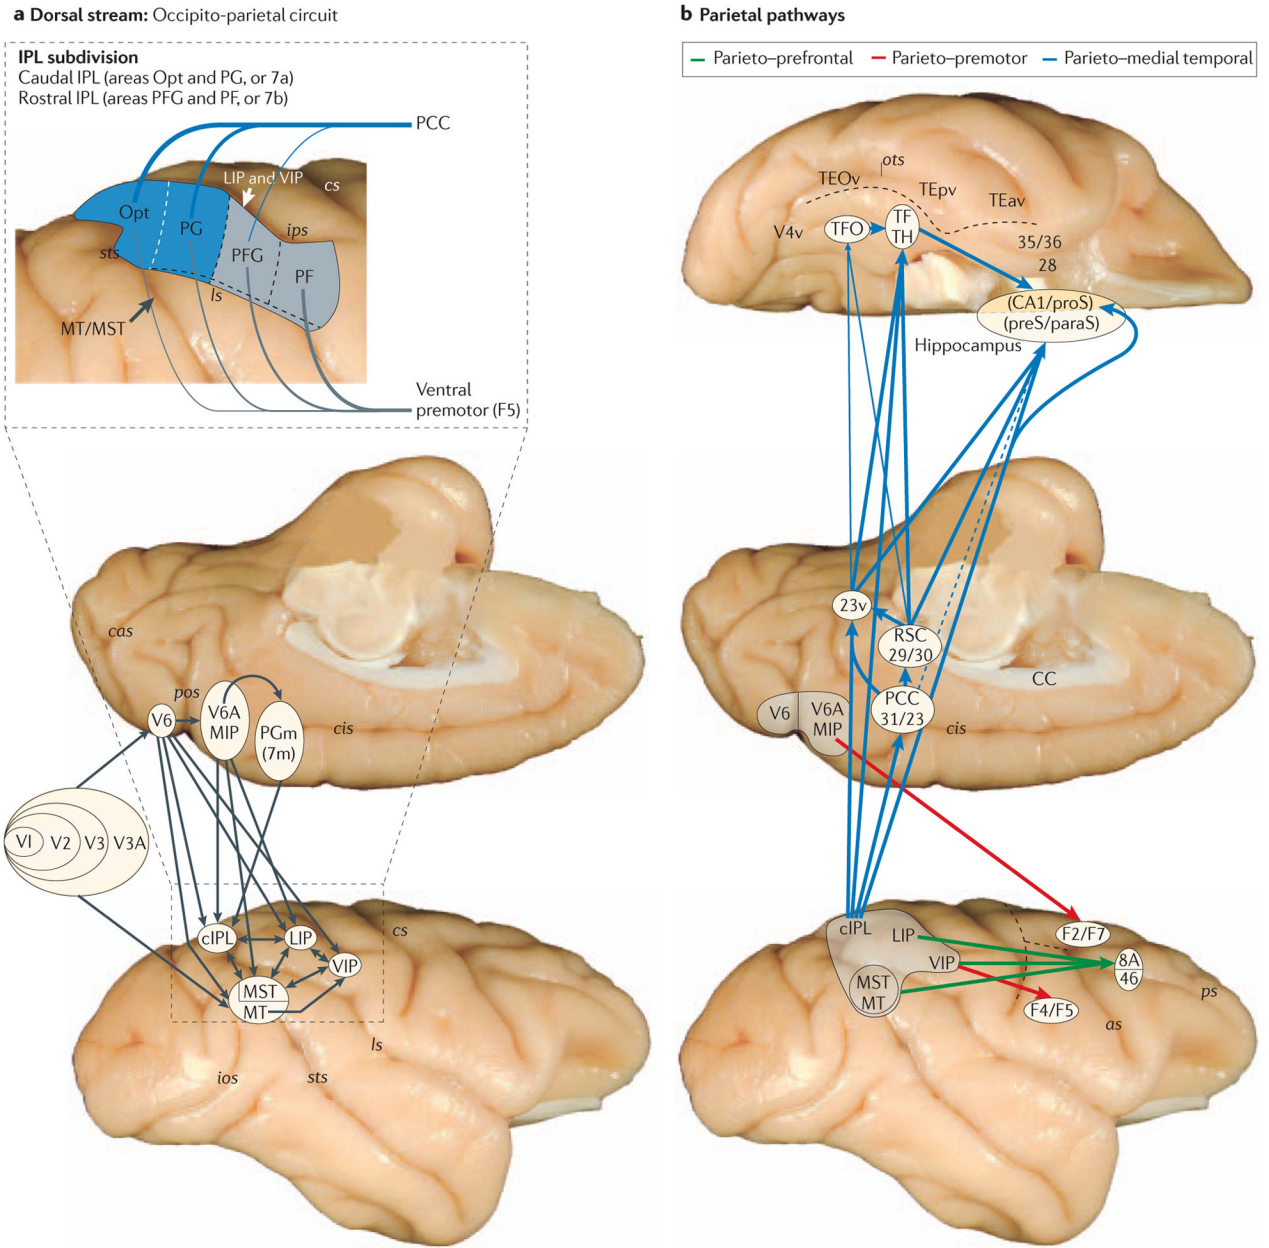 a Dorsal stream: Occipito-parietal circuit
IPL subdivision
Caudal IPL (areas Opt and PG, or 7a)
Rostral IPL (areas PFG and PF, or 7b)
PCC
LIP and VIP
cs
Opt
PG
ips
sts
PFG
PF
ls
MT/MST
Ventral
premotor (F5)
cas
pos
V6
V6A
MIP
PGm
(7m)
cis
VI
V2
V3
V3A
cIPL
LIP
cs
VIP
MST
MT
ls
ios
sts
b Parietal pathways
Parieto–prefrontal
Parieto–premotor
Parieto–medial temporal
ots
TEOv
TEpv
TEav
V4v
TFO
TF
TH
35/36
28
(CA1/proS)
(preS/paraS)
Hippocampus
23v
RSC
29/30
CC
PCC
31/23
V6
V6A
MIP
cis
cIPL
LIP
F2/F7
VIP
8A
46
MST
MT
F4/F5
ps
as